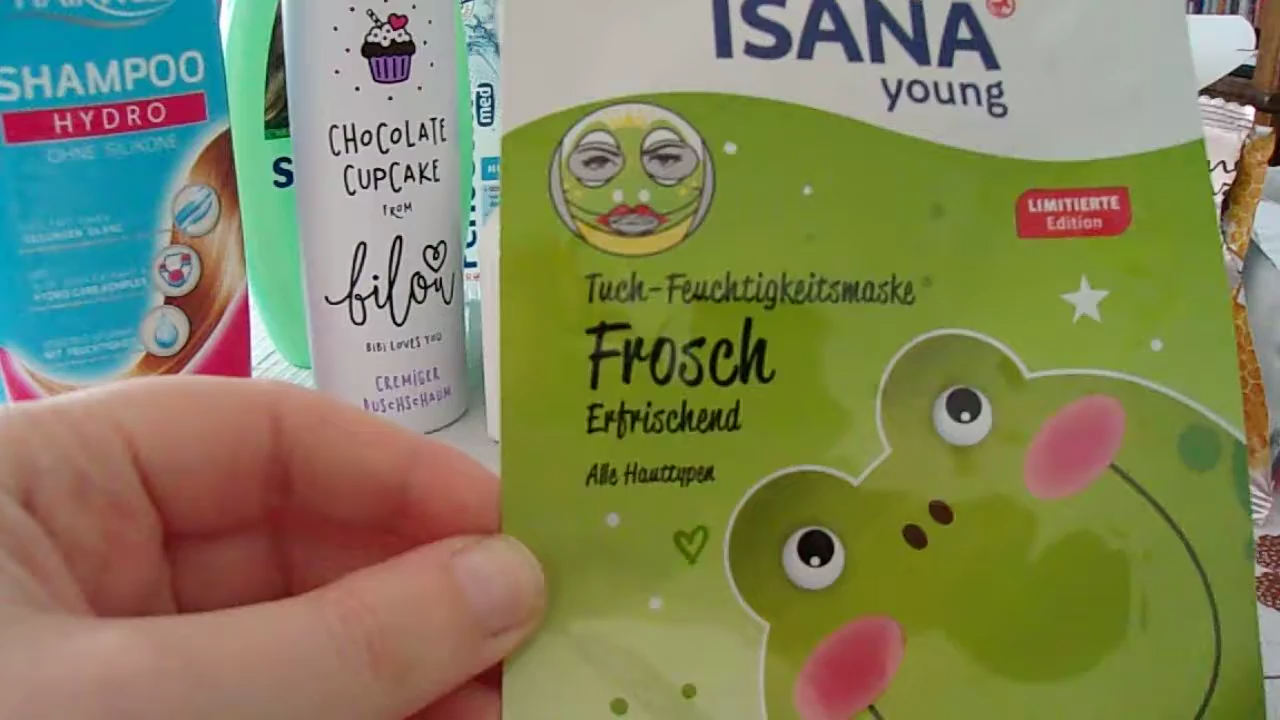 SHAMPOO
HYDRO
OHNE SILIKONE
CHOCOLATE
CUPCAKE
FROM
bilou
BIBI LOVES YOU
CREMIGER
DUSCHSCHAUM
S
med
ISANA
young
LIMITIERTE
Edition
Tuch-Feuchtigkeitsmaske
Frosch
Erfrischend
Alle Hauttypen